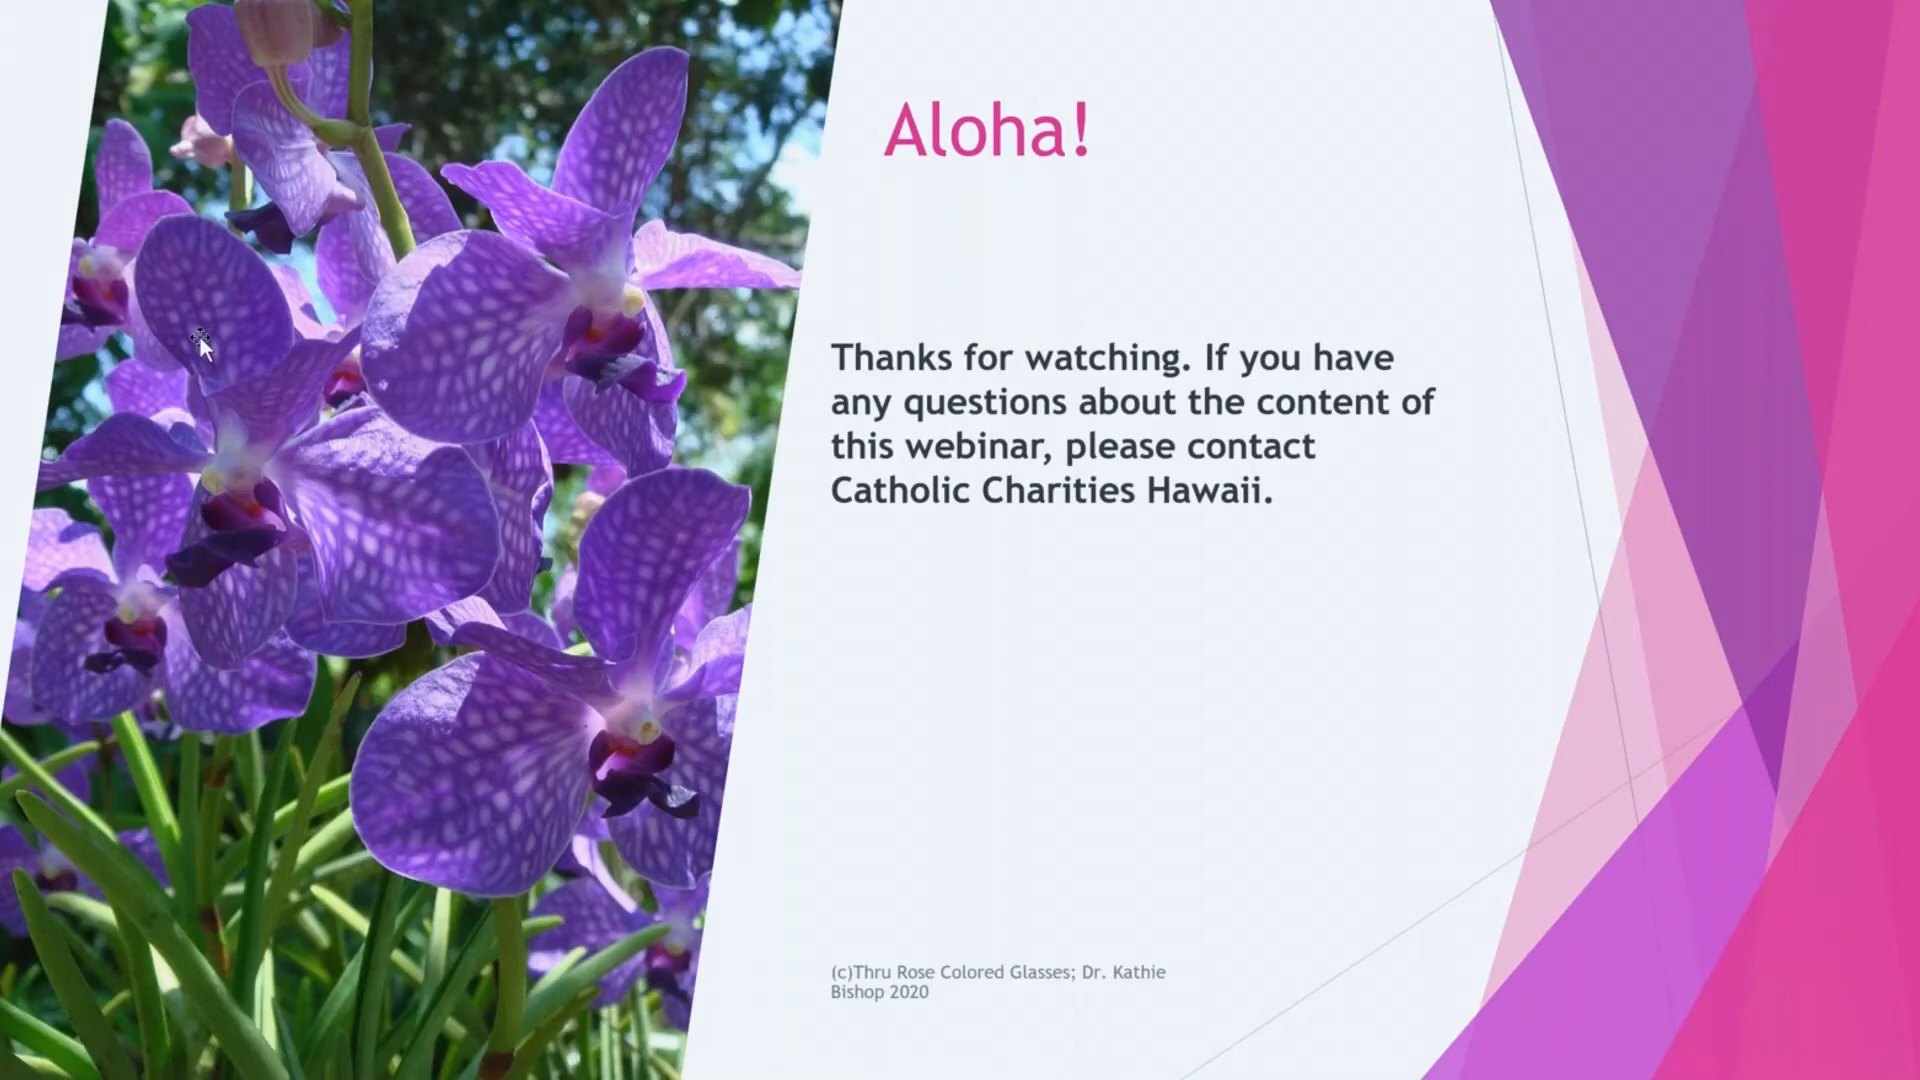 Aloha!
Thanks for watching. If you have
any questions about the content of
this webinar, please contact
Catholic Charities Hawaii.
(c)Thru Rose Colored Glasses; Dr. Kathie
Bishop 2020